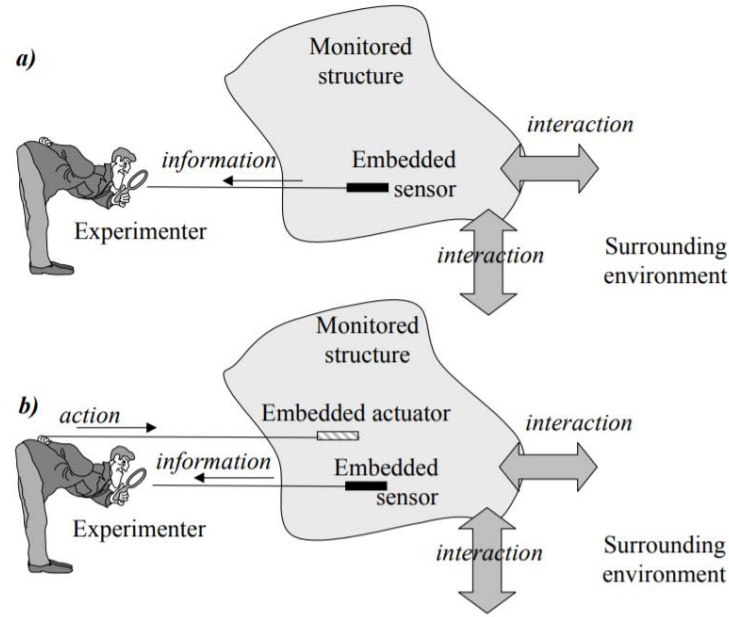 a)
Monitored
structure
interaction
information
Embedded
sensor
Experimenter
interaction
Surrounding
environment
Monitored
structure
b)
action
Embedded actuator
interaction
information
Embedded
sensor
Experimenter
interaction
Surrounding
environment